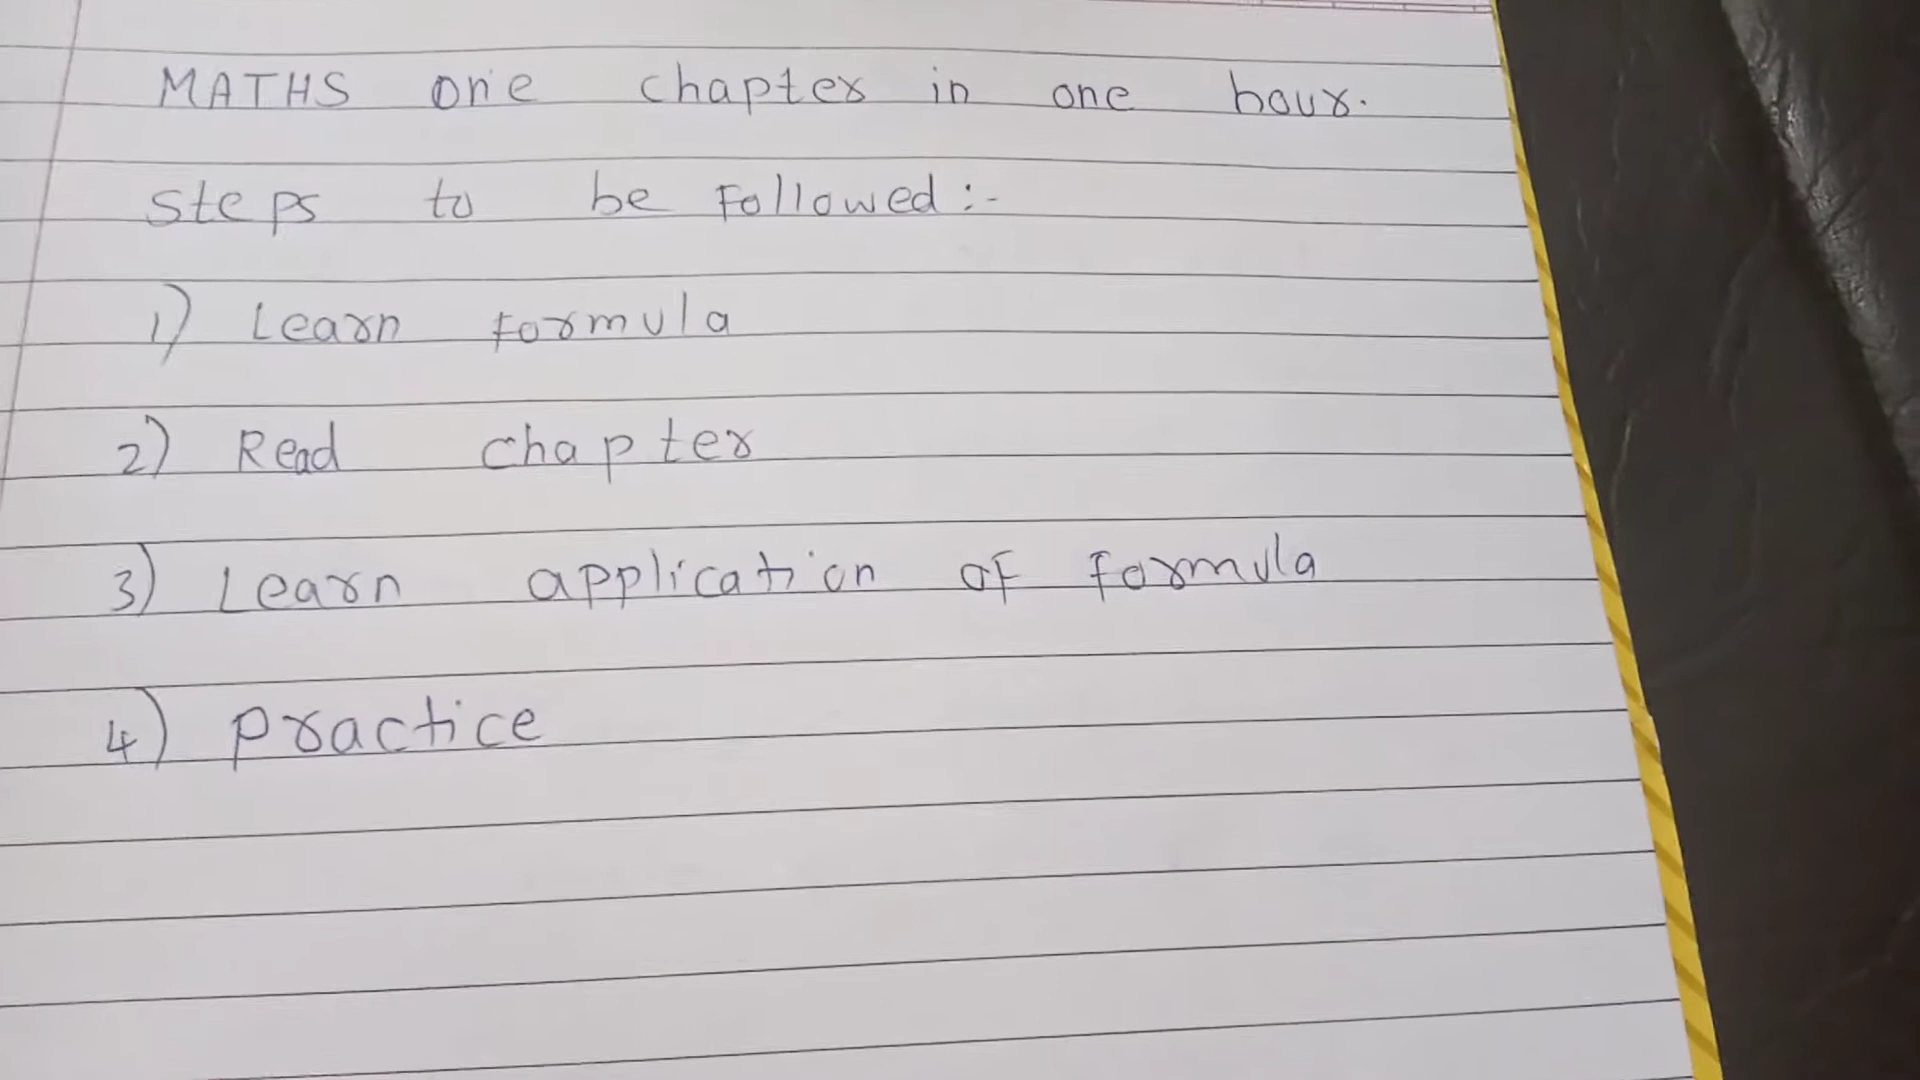 MATHS one chapter in one hour.
steps to be Followed :-
1) Learn formula
2) Read chapter
3) Learn application of formula
4) practice